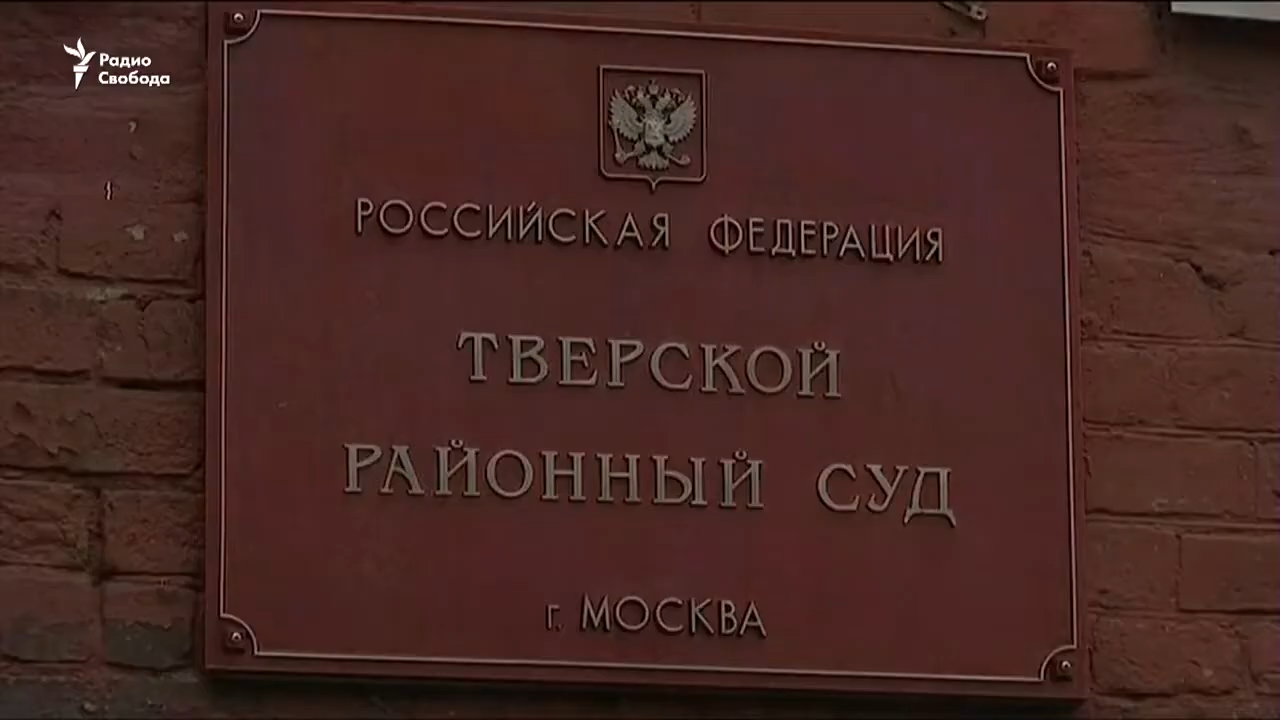 Радио
Свобода
РОССИЙСКАЯ ФЕДЕРАЦИЯ
ТВЕРСКОЙ
РАЙОННЫЙ СУД
г. МОСКВА